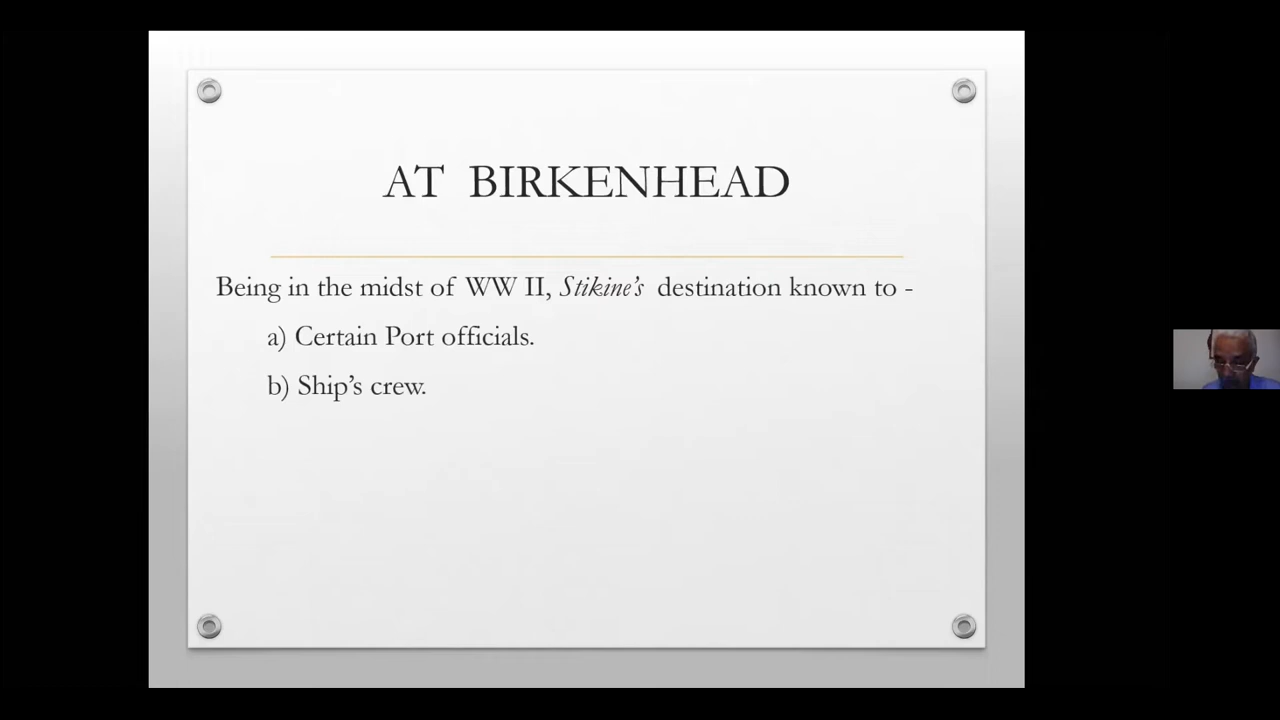 AT BIRKENHEAD
Being in the midst of WW II, Stikine’s destination known to -
a) Certain Port officials.
b) Ship’s crew.